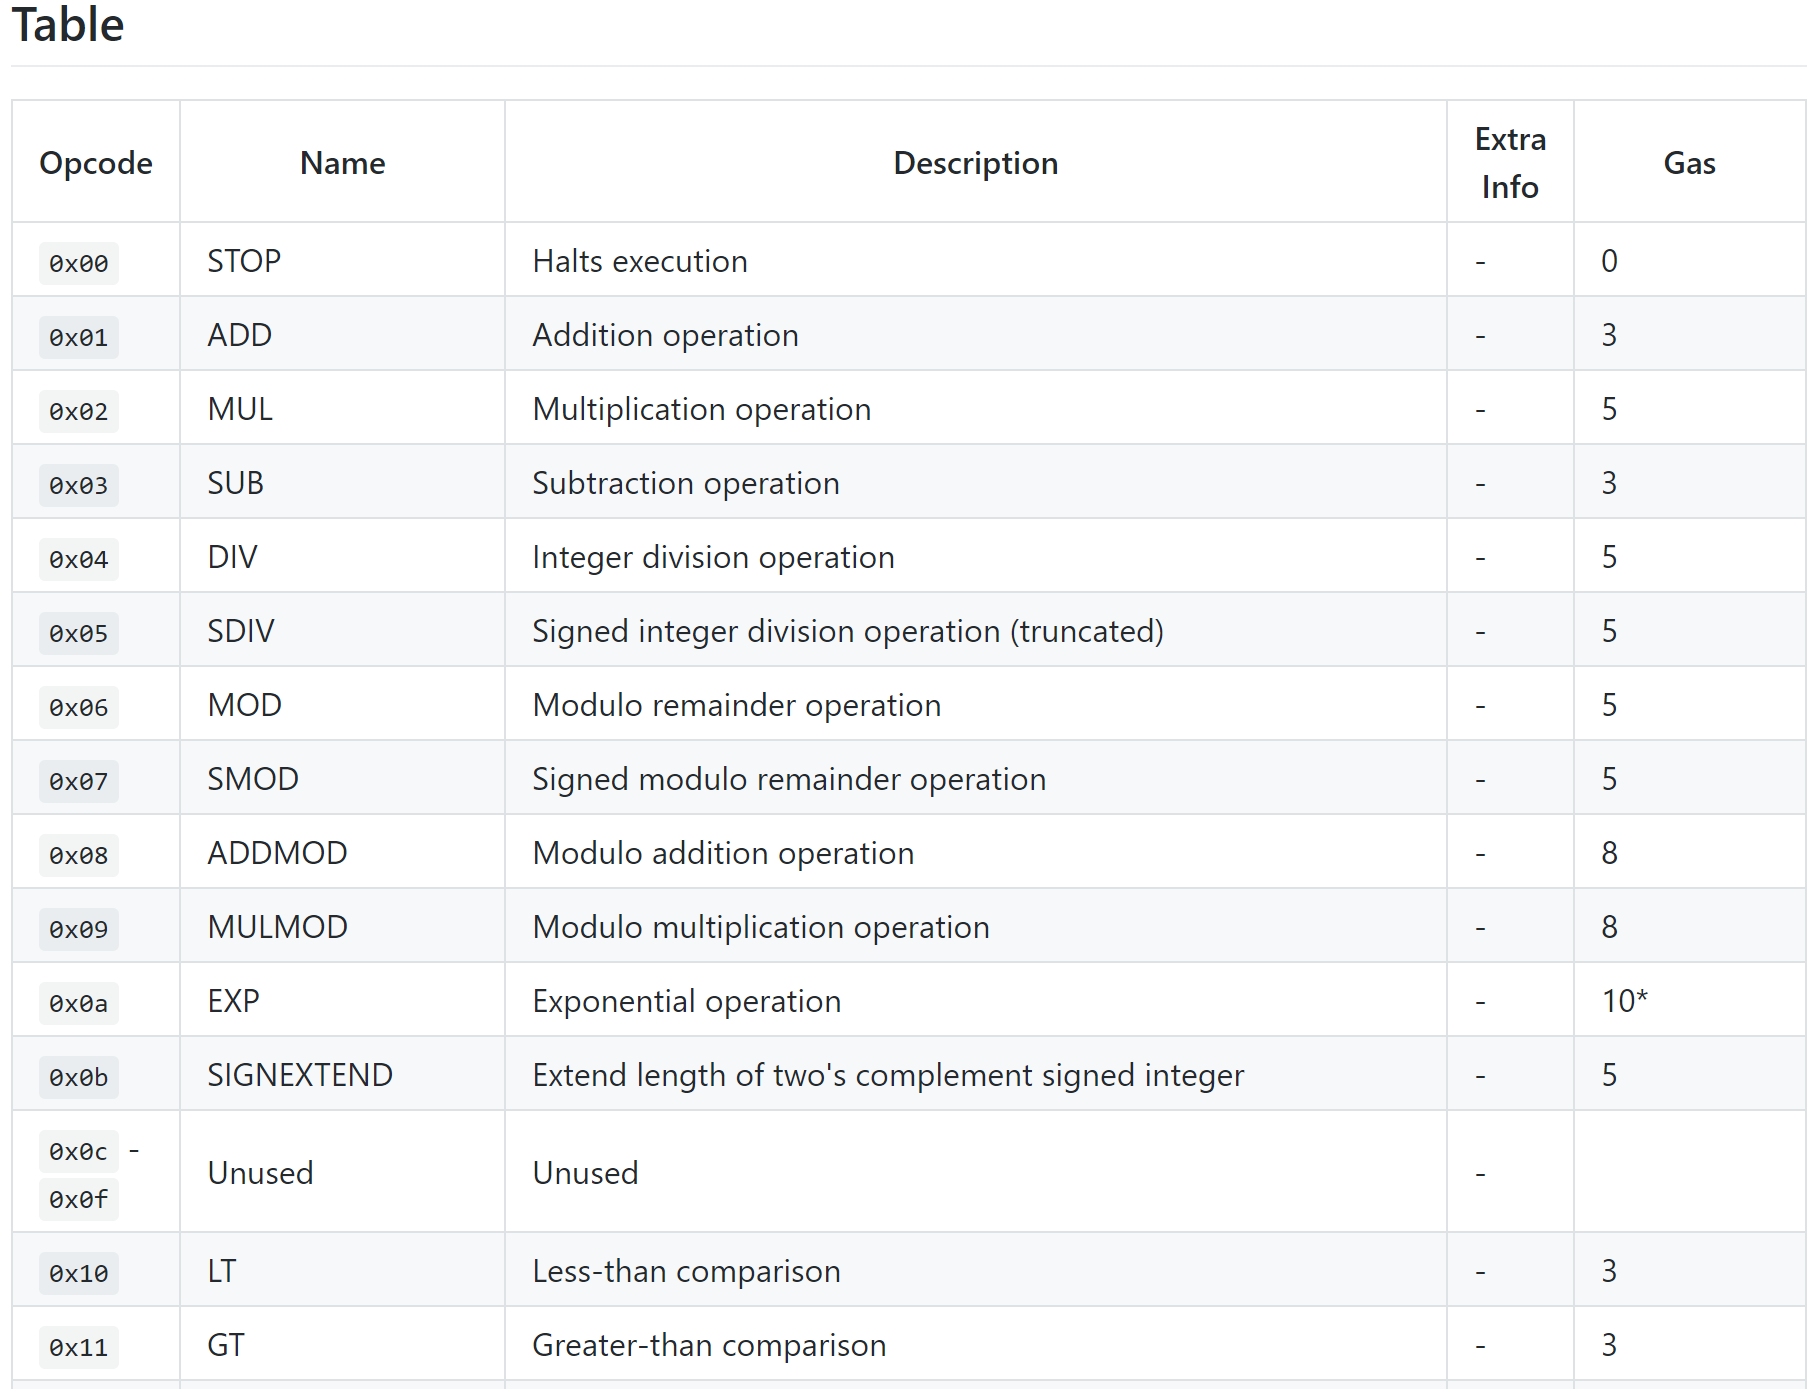 Table
Opcode Name Description Extra Info Gas
0x00 STOP Halts execution - 0
0x01 ADD Addition operation - 3
0x02 MUL Multiplication operation - 5
0x03 SUB Subtraction operation - 3
0x04 DIV Integer division operation - 5
0x05 SDIV Signed integer division operation (truncated) - 5
0x06 MOD Modulo remainder operation - 5
0x07 SMOD Signed modulo remainder operation - 5
0x08 ADDMOD Modulo addition operation - 8
0x09 MULMOD Modulo multiplication operation - 8
0x0a EXP Exponential operation - 10*
0x0b SIGNEXTEND Extend length of two's complement signed integer - 5
0x0c - 0x0f Unused Unused -
0x10 LT Less-than comparison - 3
0x11 GT Greater-than comparison - 3